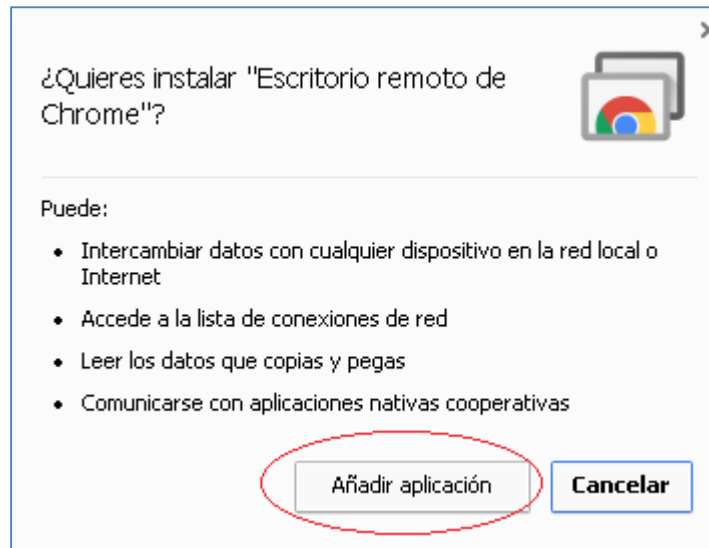 ¿Quieres instalar "Escritorio remoto de
Chrome"?
Puede:
• Intercambiar datos con cualquier dispositivo en la red local o
Internet
• Accede a la lista de conexiones de red
• Leer los datos que copias y pegas
• Comunicarse con aplicaciones nativas cooperativas
Añadir aplicación
Cancelar